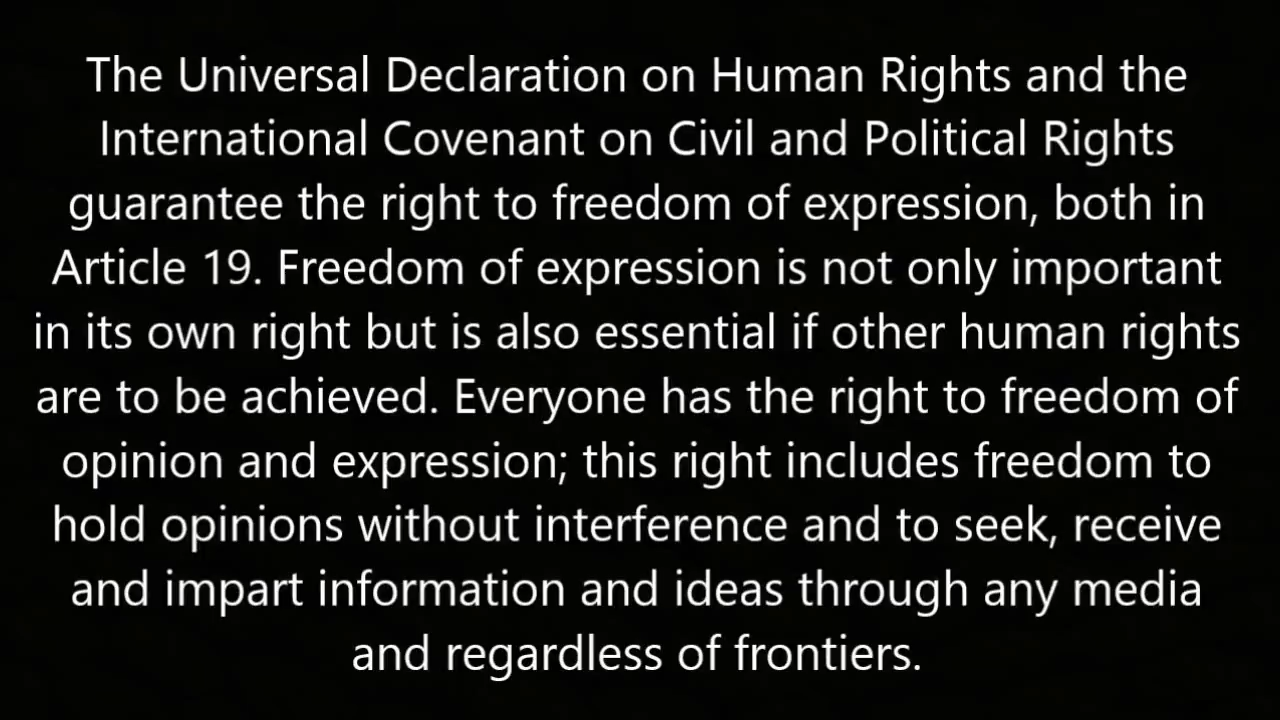 The Universal Declaration on Human Rights and the
International Covenant on Civil and Political Rights
guarantee the right to freedom of expression, both in
Article 19. Freedom of expression is not only important
in its own right but is also essential if other human rights
are to be achieved. Everyone has the right to freedom of
opinion and expression; this right includes freedom to
hold opinions without interference and to seek, receive
and impart information and ideas through any media
and regardless of frontiers.